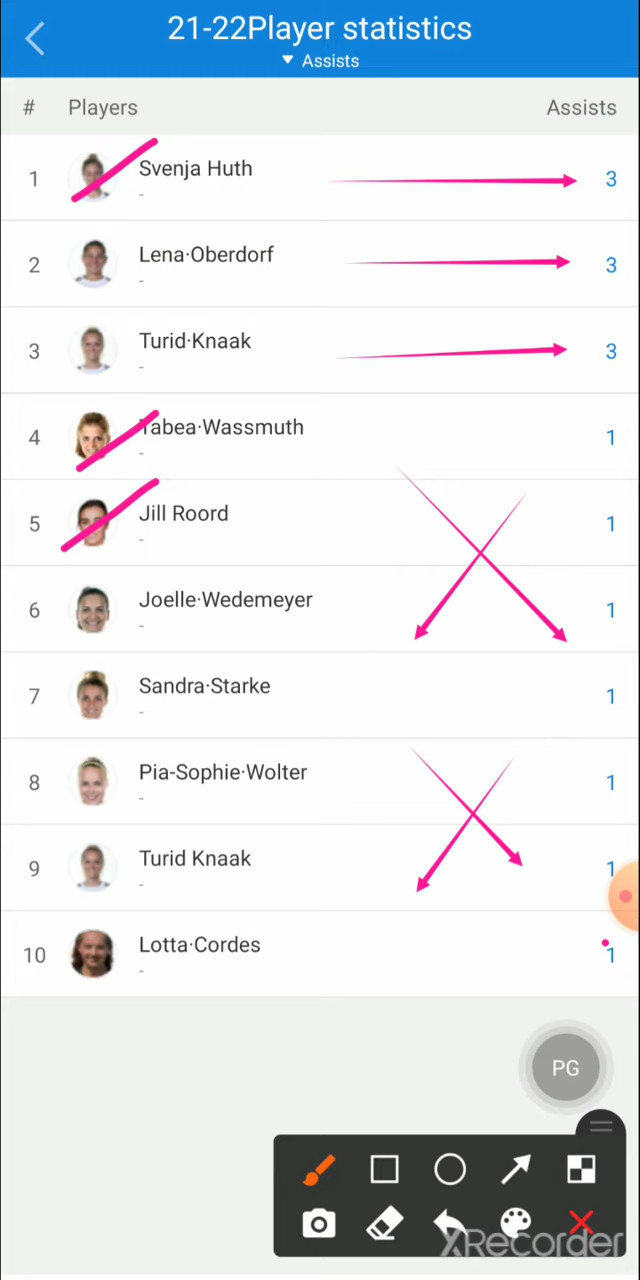 21-22Player statistics
▼ Assists
# Players Assists
1 Svenja Huth 3
-
2 Lena·Oberdorf 3
-
3 Turid·Knaak 3
-
4 Tabea·Wassmuth 1
-
5 Jill Roord 1
-
6 Joelle·Wedemeyer 1
-
7 Sandra·Starke 1
-
8 Pia-Sophie·Wolter 1
-
9 Turid Knaak 1
-
10 Lotta·Cordes 1
-
PG
XRecorder